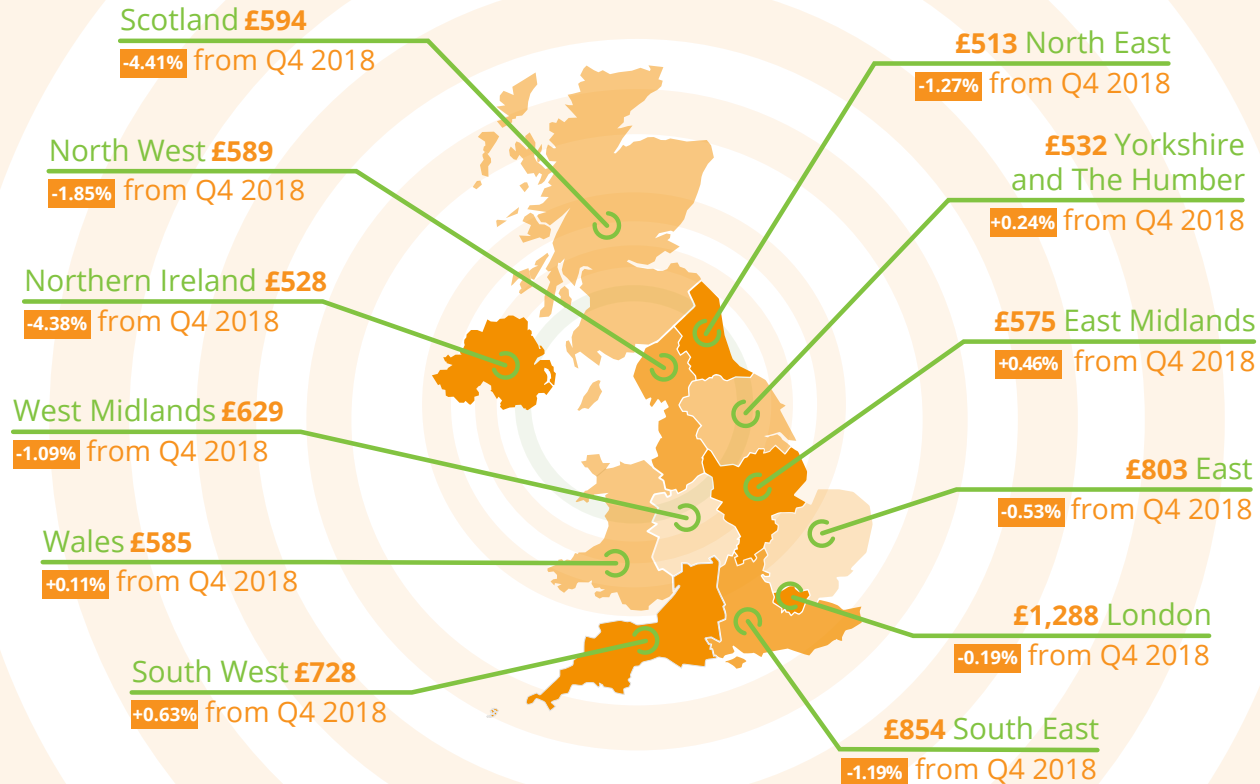 Scotland £594
-4.41% from Q4 2018
North West £589
-1.85% from Q4 2018
Northern Ireland £528
-4.38% from Q4 2018
West Midlands £629
-1.09% from Q4 2018
Wales £585
+0.11% from Q4 2018
South West £728
+0.63% from Q4 2018
£513 North East
-1.27% from Q4 2018
£532 Yorkshire
and The Humber
+0.24% from Q4 2018
£575 East Midlands
+0.46% from Q4 2018
£803 East
-0.53% from Q4 2018
£1,288 London
-0.19% from Q4 2018
£854 South East
-1.19% from Q4 2018